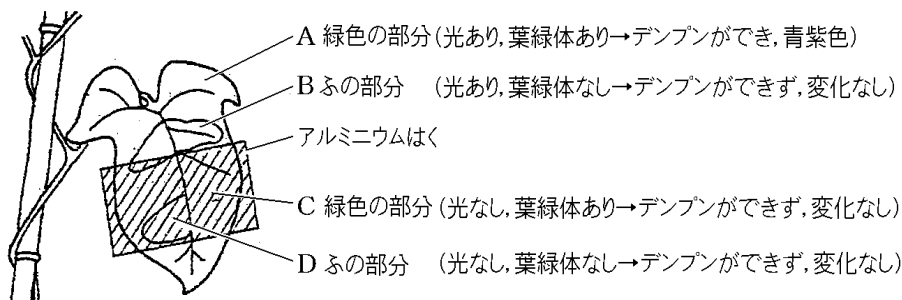 A 緑色の部分(光あり,葉緑体あり→デンプンができ,青紫色)
B ふの部分 (光あり,葉緑体なし→デンプンができず,変化なし)
アルミニウムはく
C 緑色の部分(光なし,葉緑体あり→デンプンができず,変化なし)
D ふの部分 (光なし,葉緑体なし→デンプンができず,変化なし)